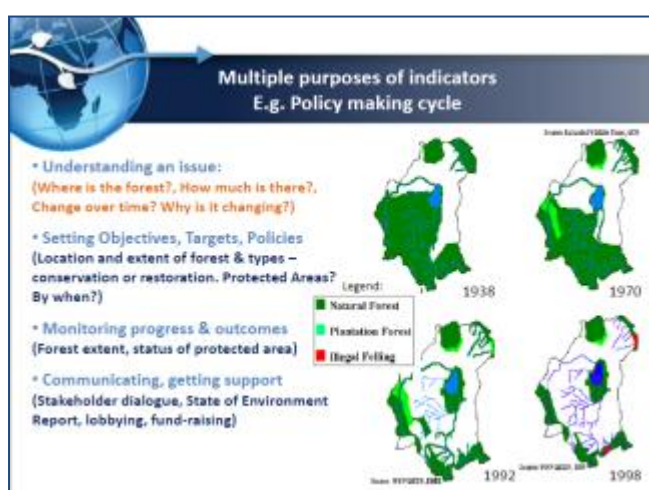 Multiple purposes of indicators
E.g. Policy making cycle
• Understanding an issue:
(Where is the forest?, How much is there?,
Change over time? Why is it changing?)
• Setting Objectives, Targets, Policies
(Location and extent of forest & types –
conservation or restoration. Protected Areas?
By when?)
• Monitoring progress & outcomes
(Forest extent, status of protected area)
• Communicating, getting support
(Stakeholder dialogue, State of Environment
Report, lobbying, fund-raising)
1938
1970
Legend:
Natural Forest
Plantation Forest
Illegal Felling
1992
1998